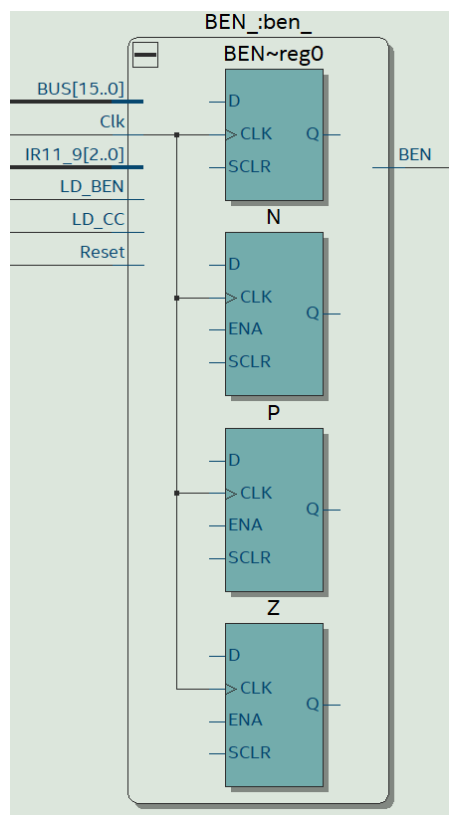 BEN_:ben_
BUS[15..0]
Clk
IR11_9[2..0]
LD_BEN
LD_CC
Reset
BEN~reg0
D
CLK
Q
SCLR
BEN
N
D
CLK
Q
ENA
SCLR
P
D
CLK
Q
ENA
SCLR
Z
D
CLK
Q
ENA
SCLR